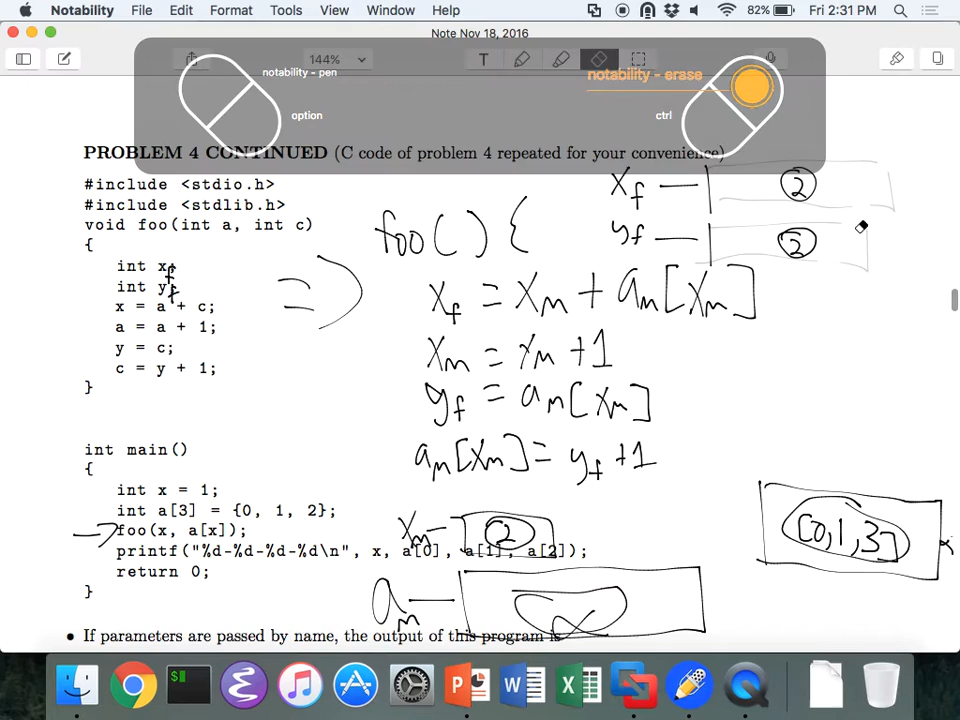 Notability File Edit Format Tools View Window Help 82% Fri 2:31 PM
Note Nov 18, 2016
144% T
notability - pen
option
notability - erase
ctrl
PROBLEM 4 CONTINUED (C code of problem 4 repeated for your convenience)
#include <stdio.h>
#include <stdlib.h>
void foo(int a, int c)
{
int x;
int y;
x = a + c;
a = a + 1;
y = c;
c = y + 1;
}
int main()
{
int x = 1;
int a[3] = {0, 1, 2};
foo(x, a[x]);
printf("%d-%d-%d-%d\n", x, a[0], a[1], a[2]);
return 0;
}
• If parameters are passed by name, the output of this program is
f
f
=>
xf — 2
yf — 2
foo() {
xf = xm + am[xm]
xm = xm + 1
yf = am[xm]
am[xm] = yf + 1
xm — 2
am —
[0,1,3]
$
W